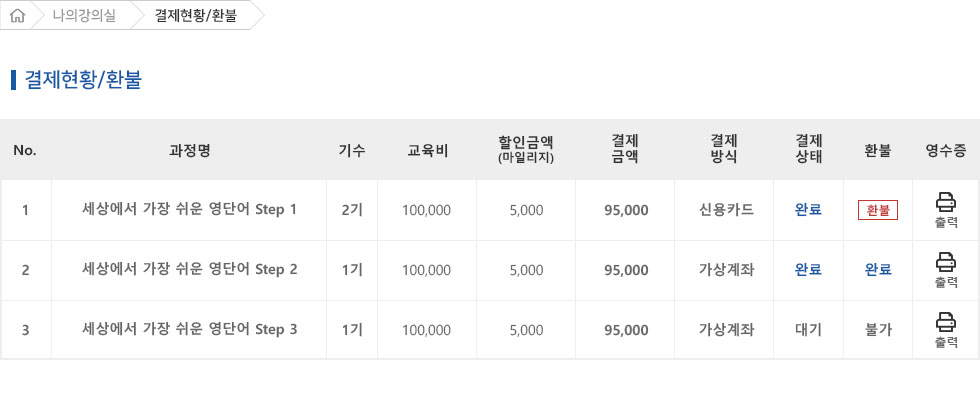 나의강의실 결제현황/환불
결제현황/환불
No. 과정명 기수 교육비 할인금액 (마일리지) 결제 금액 결제 방식 결제 상태 환불 영수증
1 세상에서 가장 쉬운 영단어 Step 1 2기 100,000 5,000 95,000 신용카드 완료 환불 출력
2 세상에서 가장 쉬운 영단어 Step 2 1기 100,000 5,000 95,000 가상계좌 완료 완료 출력
3 세상에서 가장 쉬운 영단어 Step 3 1기 100,000 5,000 95,000 가상계좌 대기 불가 출력